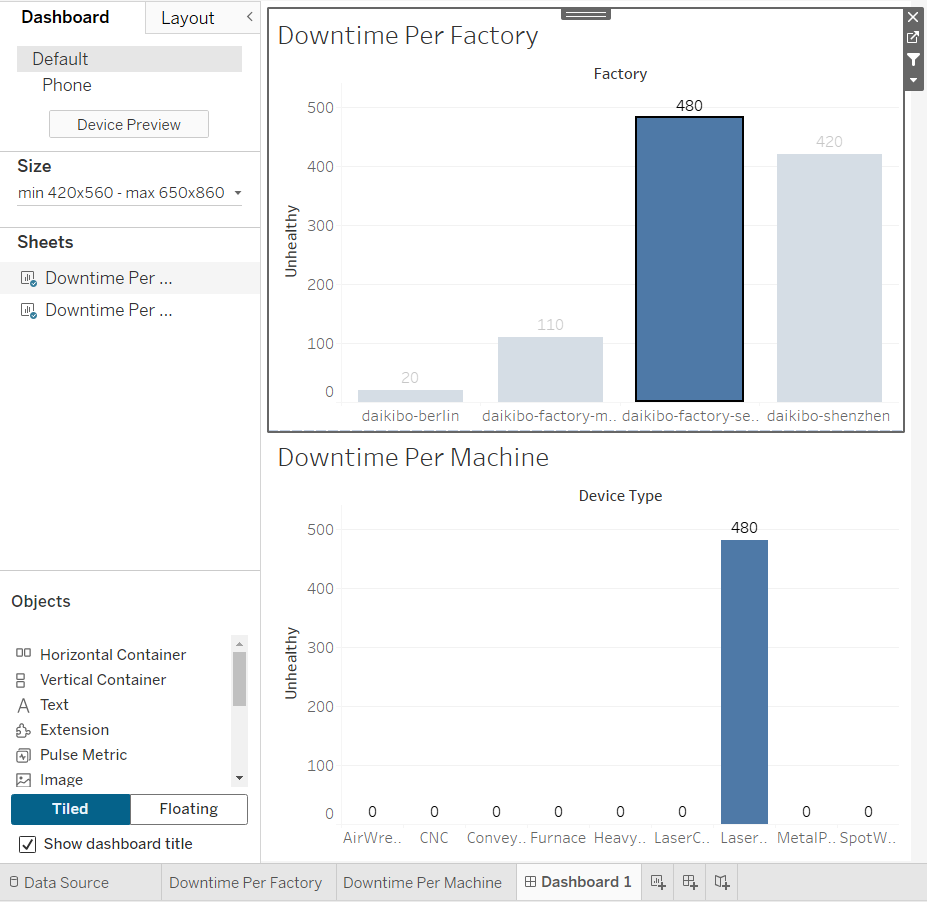 Dashboard
Layout
Default
Phone
Device Preview
Size
min 420x560 - max 650x860
Sheets
Downtime Per ...
Downtime Per ...
Objects
Horizontal Container
Vertical Container
Text
Extension
Pulse Metric
Image
Tiled
Floating
Show dashboard title
Downtime Per Factory
Factory
Unhealthy
500
400
300
200
100
0
20
110
480
420
daikibo-berlin
daikibo-factory-m..
daikibo-factory-se..
daikibo-shenzhen
Downtime Per Machine
Device Type
Unhealthy
500
400
300
200
100
0
0
0
0
0
0
0
480
0
0
AirWre..
CNC
Convey..
Furnace
Heavy..
LaserC..
Laser..
MetalP..
SpotW..
Data Source
Downtime Per Factory
Downtime Per Machine
Dashboard 1